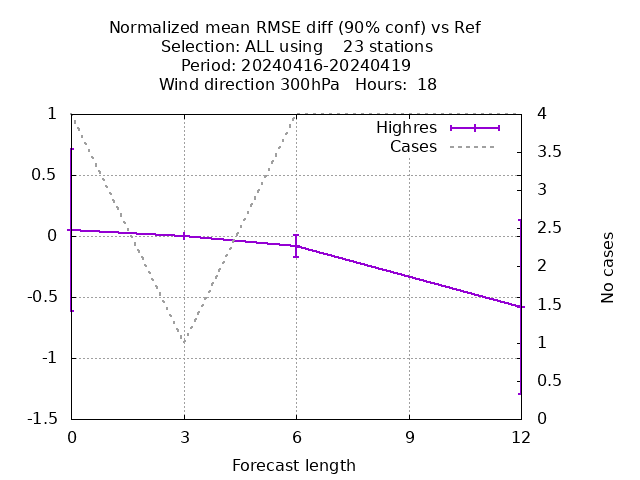 Normalized mean RMSE diff (90% conf) vs Ref
Selection: ALL using    23 stations
Period: 20240416-20240419
Wind direction 300hPa   Hours:  18
Highres
Cases
1
0.5
0
-0.5
-1
-1.5
4
3.5
3
2.5
2
1.5
1
0.5
0
No cases
0 3 6 9 12
Forecast length